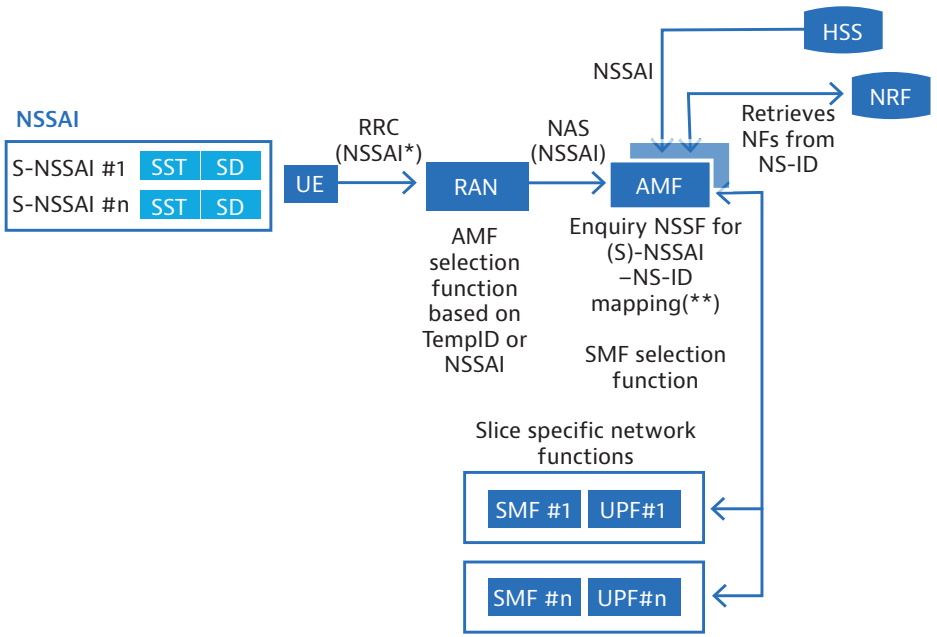 HSS
NSSAI
NRF
Retrieves
NFs from
NS-ID
NSSAI
S-NSSAI #1 SST SD
S-NSSAI #n SST SD
UE
RRC
(NSSAI*)
RAN
NAS
(NSSAI)
AMF
AMF
selection
function
based on
TempID or
NSSAI
Enquiry NSSF for
(S)-NSSAI
–NS-ID
mapping(**)
SMF selection
function
Slice specific network
functions
SMF #1 UPF#1
SMF #n UPF#n